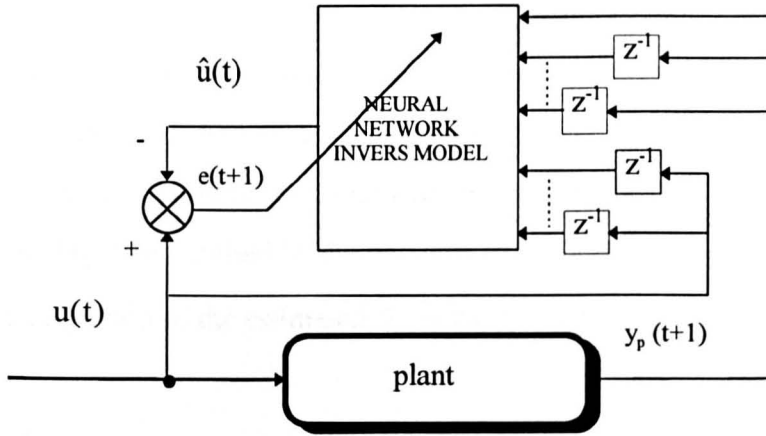 û(t)
z⁻¹
z⁻¹
NEURAL
NETWORK
INVERS MODEL
-
e(t+1)
z⁻¹
z⁻¹
+
u(t)
yₚ (t+1)
plant